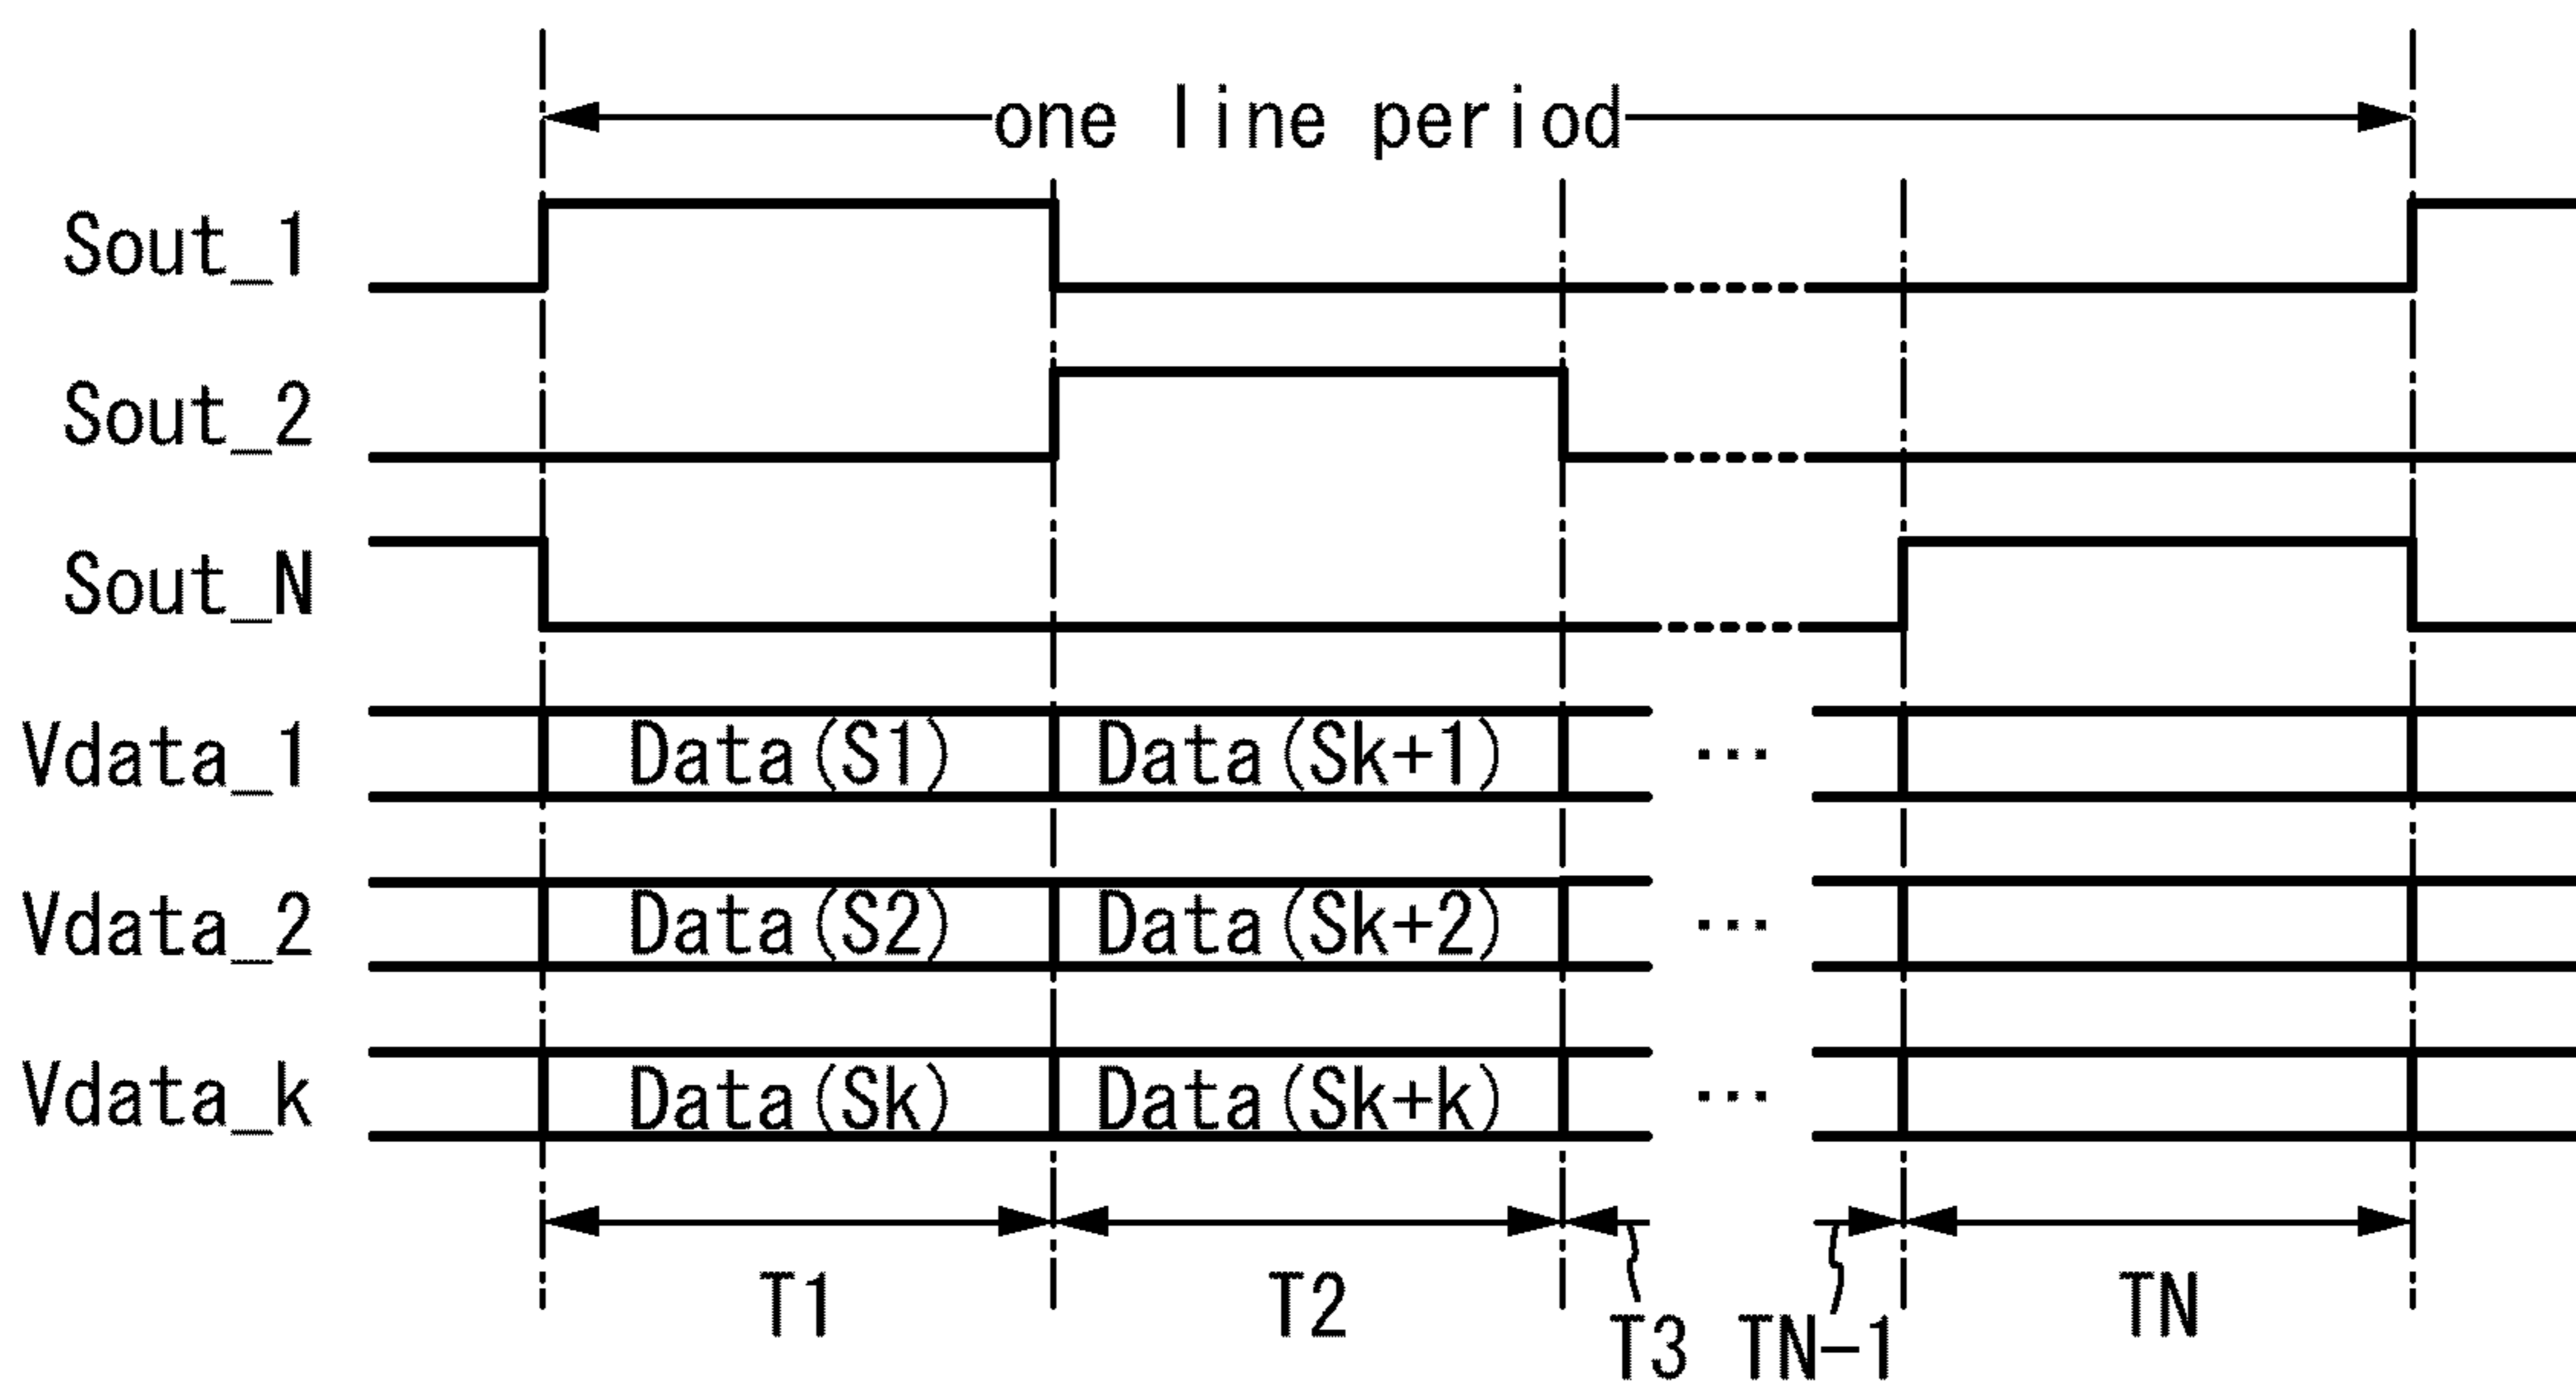 one line period
Sout_1
Sout_2
Sout_N
Vdata_1 Data(S1) Data(Sk+1) ...
Vdata_2 Data(S2) Data(Sk+2) ...
Vdata_k Data(Sk) Data(Sk+k) ...
T1 T2 T3 TN-1 TN